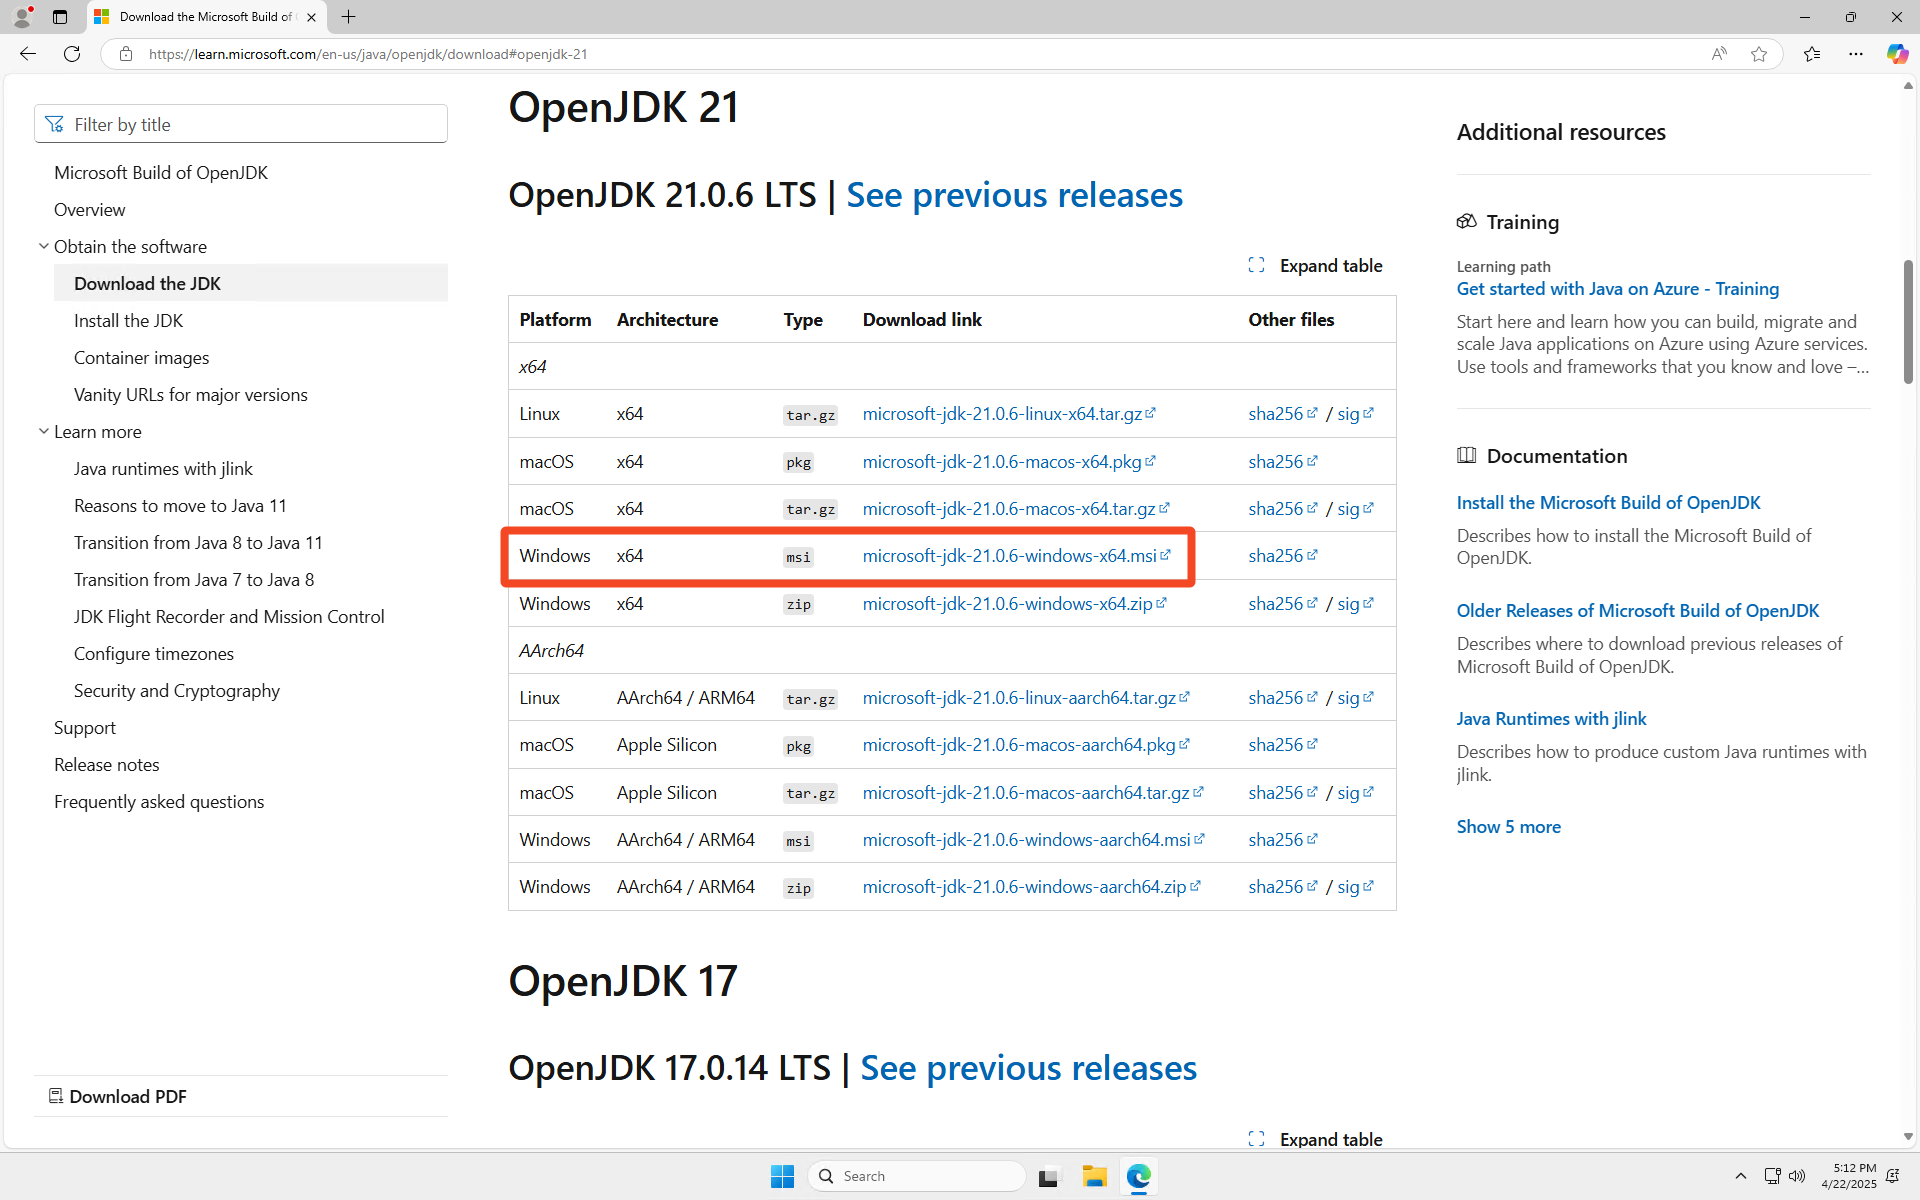 Download the Microsoft Build of
https://learn.microsoft.com/en-us/java/openjdk/download#openjdk-21
Filter by title
Microsoft Build of OpenJDK
Overview
Obtain the software
Download the JDK
Install the JDK
Container images
Vanity URLs for major versions
Learn more
Java runtimes with jlink
Reasons to move to Java 11
Transition from Java 8 to Java 11
Transition from Java 7 to Java 8
JDK Flight Recorder and Mission Control
Configure timezones
Security and Cryptography
Support
Release notes
Frequently asked questions
Download PDF
OpenJDK 21
OpenJDK 21.0.6 LTS | See previous releases
Expand table
Platform Architecture Type Download link Other files
x64
Linux x64 tar.gz microsoft-jdk-21.0.6-linux-x64.tar.gz sha256 / sig
macOS x64 pkg microsoft-jdk-21.0.6-macos-x64.pkg sha256
macOS x64 tar.gz microsoft-jdk-21.0.6-macos-x64.tar.gz sha256 / sig
Windows x64 msi microsoft-jdk-21.0.6-windows-x64.msi sha256
Windows x64 zip microsoft-jdk-21.0.6-windows-x64.zip sha256 / sig
AArch64
Linux AArch64 / ARM64 tar.gz microsoft-jdk-21.0.6-linux-aarch64.tar.gz sha256 / sig
macOS Apple Silicon pkg microsoft-jdk-21.0.6-macos-aarch64.pkg sha256
macOS Apple Silicon tar.gz microsoft-jdk-21.0.6-macos-aarch64.tar.gz sha256 / sig
Windows AArch64 / ARM64 msi microsoft-jdk-21.0.6-windows-aarch64.msi sha256
Windows AArch64 / ARM64 zip microsoft-jdk-21.0.6-windows-aarch64.zip sha256 / sig
OpenJDK 17
OpenJDK 17.0.14 LTS | See previous releases
Expand table
Additional resources
Training
Learning path
Get started with Java on Azure - Training
Start here and learn how you can build, migrate and
scale Java applications on Azure using Azure services.
Use tools and frameworks that you know and love –...
Documentation
Install the Microsoft Build of OpenJDK
Describes how to install the Microsoft Build of
OpenJDK.
Older Releases of Microsoft Build of OpenJDK
Describes where to download previous releases of
Microsoft Build of OpenJDK.
Java Runtimes with jlink
Describes how to produce custom Java runtimes with
jlink.
Show 5 more
Search
5:12 PM
4/22/2025